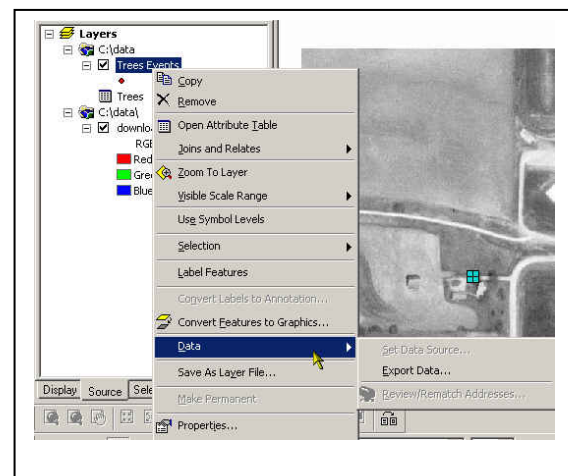 Layers
C:\data
Trees Events
Trees
C:\data\
downlo
RGB
Red
Gree
Blue
Copy
Remove
Open Attribute Table
Joins and Relates
Zoom To Layer
Visible Scale Range
Use Symbol Levels
Selection
Label Features
Convert Labels to Annotation...
Convert Features to Graphics...
Data
Save As Layer File...
Make Permanent
Properties...
Set Data Source...
Export Data...
Review/Rematch Addresses...
Display Source Sele